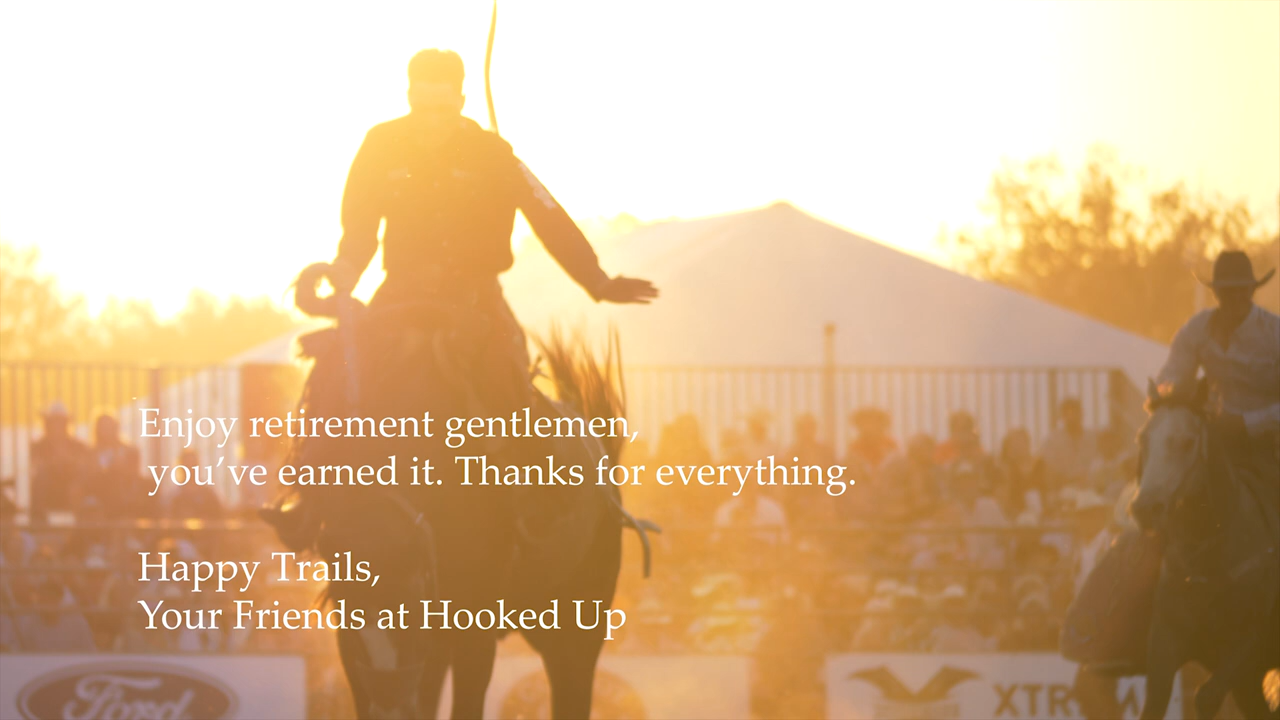 Enjoy retirement gentlemen,
you've earned it. Thanks for everything.
Happy Trails,
Your Friends at Hooked Up
Ford